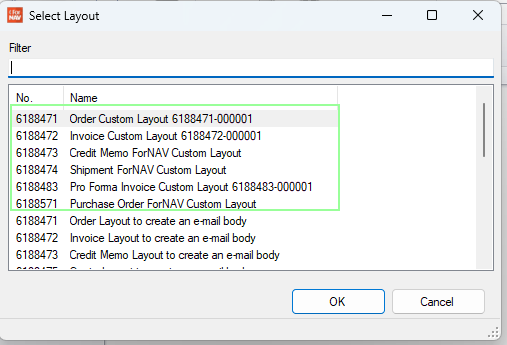 I For NAV
Select Layout
Filter
No. Name
6188471 Order Custom Layout 6188471-000001
6188472 Invoice Custom Layout 6188472-000001
6188473 Credit Memo ForNAV Custom Layout
6188474 Shipment ForNAV Custom Layout
6188483 Pro Forma Invoice Custom Layout 6188483-000001
6188571 Purchase Order ForNAV Custom Layout
6188471 Order Layout to create an e-mail body
6188472 Invoice Layout to create an e-mail body
6188473 Credit Memo Layout to create an e-mail body
OK Cancel